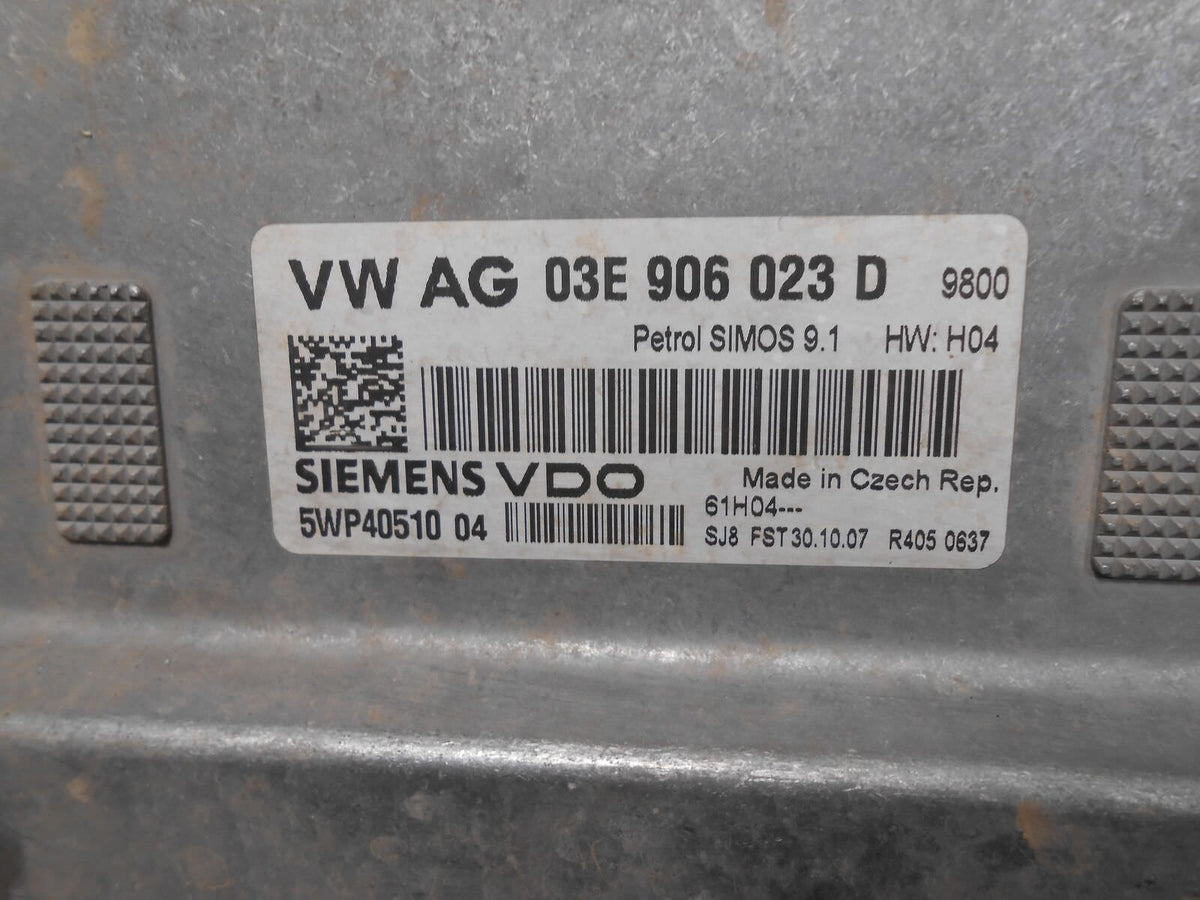 VW AG 03E 906 023 D 9800
Petrol SIMOS 9.1 HW: H04
SIEMENS VDO Made in Czech Rep.
61H04---
5WP40510 04 SJ8 FST 30.10.07 R405 0637